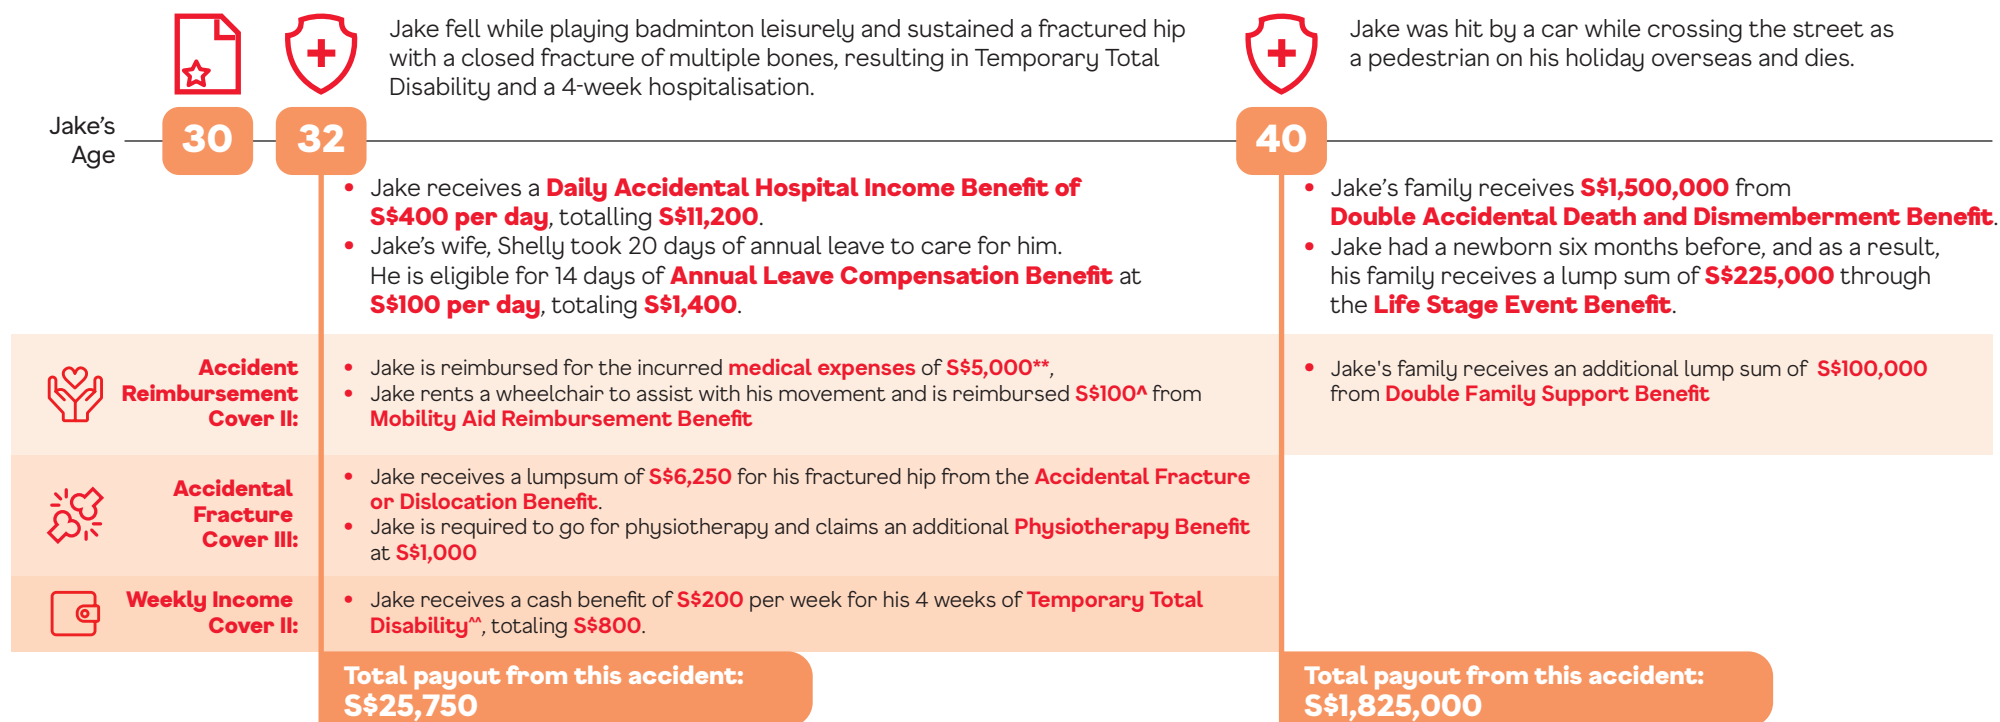 Jake fell while playing badminton leisurely and sustained a fractured hip
with a closed fracture of multiple bones, resulting in Temporary Total
Disability and a 4-week hospitalisation.
Jake was hit by a car while crossing the street as
a pedestrian on his holiday overseas and dies.
Jake's
Age
30
32
40
• Jake receives a Daily Accidental Hospital Income Benefit of
S$400 per day, totalling S$11,200.
• Jake's wife, Shelly took 20 days of annual leave to care for him.
He is eligible for 14 days of Annual Leave Compensation Benefit at
S$100 per day, totaling S$1,400.
• Jake's family receives S$1,500,000 from
Double Accidental Death and Dismemberment Benefit.
• Jake had a newborn six months before, and as a result,
his family receives a lump sum of S$225,000 through
the Life Stage Event Benefit.
Accident
Reimbursement
Cover II:
• Jake is reimbursed for the incurred medical expenses of S$5,000**,
• Jake rents a wheelchair to assist with his movement and is reimbursed S$100^ from
Mobility Aid Reimbursement Benefit
• Jake's family receives an additional lump sum of S$100,000
from Double Family Support Benefit
Accidental
Fracture
Cover III:
• Jake receives a lumpsum of S$6,250 for his fractured hip from the Accidental Fracture
or Dislocation Benefit.
• Jake is required to go for physiotherapy and claims an additional Physiotherapy Benefit
at S$1,000
Weekly Income
Cover II:
• Jake receives a cash benefit of S$200 per week for his 4 weeks of Temporary Total
Disability^^, totaling S$800.
Total payout from this accident:
S$25,750
Total payout from this accident:
S$1,825,000